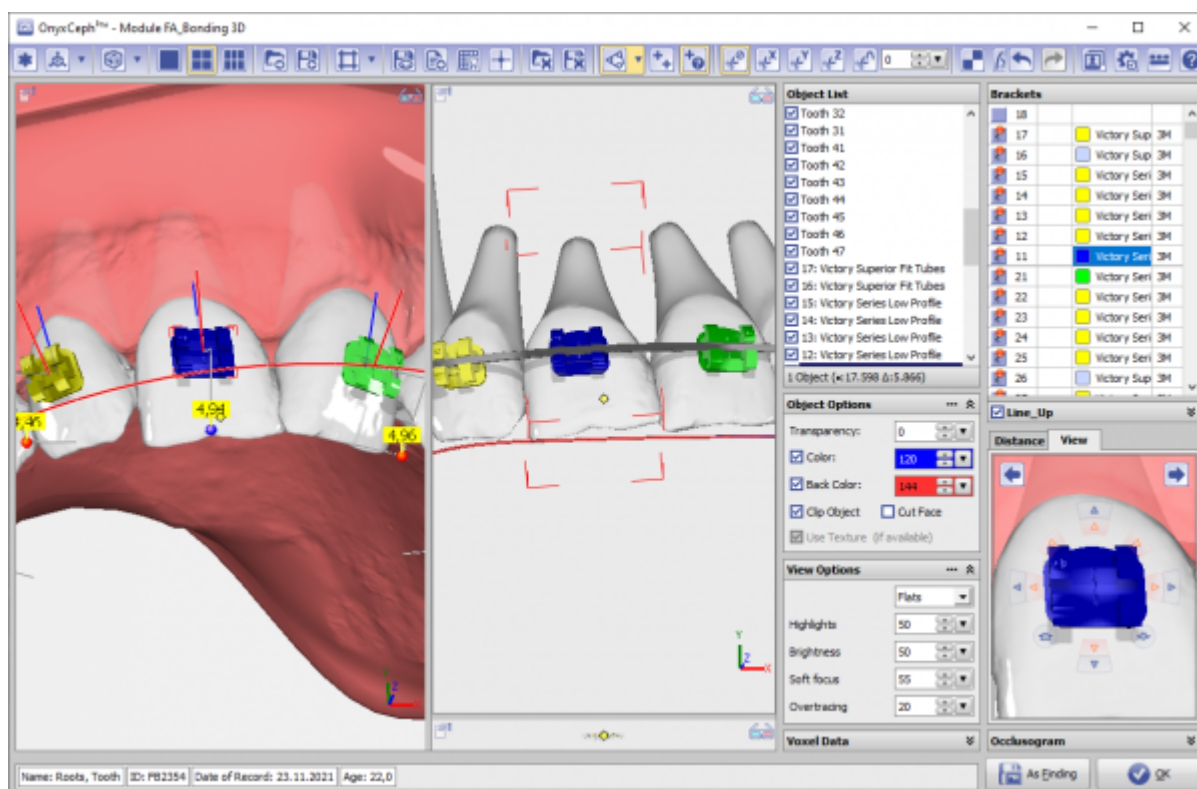 OnyxCeph³™ - Module FA_Bonding 3D
0
4,46
4,94
4,96
Y
Z
X
Y
Z
X
Object List
Tooth 32
Tooth 31
Tooth 41
Tooth 42
Tooth 43
Tooth 44
Tooth 45
Tooth 46
Tooth 47
17: Victory Superior Fit Tubes
16: Victory Superior Fit Tubes
15: Victory Series Low Profile
14: Victory Series Low Profile
13: Victory Series Low Profile
12: Victory Series Low Profile
Object Options
Transparency: 0
Color: 120
Back Color: 144
Clip Object Cut Face
Use Texture (if available)
View Options
Flats
Highlights 50
Brightness 50
Soft focus 55
Overtracing 20
Voxel Data
Brackets
18
17 Victory Sup 3M
16 Victory Sup 3M
15 Victory Seri 3M
14 Victory Seri 3M
13 Victory Seri 3M
12 Victory Seri 3M
11 Victory Seri 3M
21 Victory Seri 3M
22 Victory Seri 3M
23 Victory Seri 3M
24 Victory Seri 3M
25 Victory Seri 3M
26 Victory Sup 3M
Line_Up
Distance View
Occlusogram
As Finding OK
Name: Roots, Tooth ID: FB2354 Date of Record: 23.11.2021 Age: 22,0